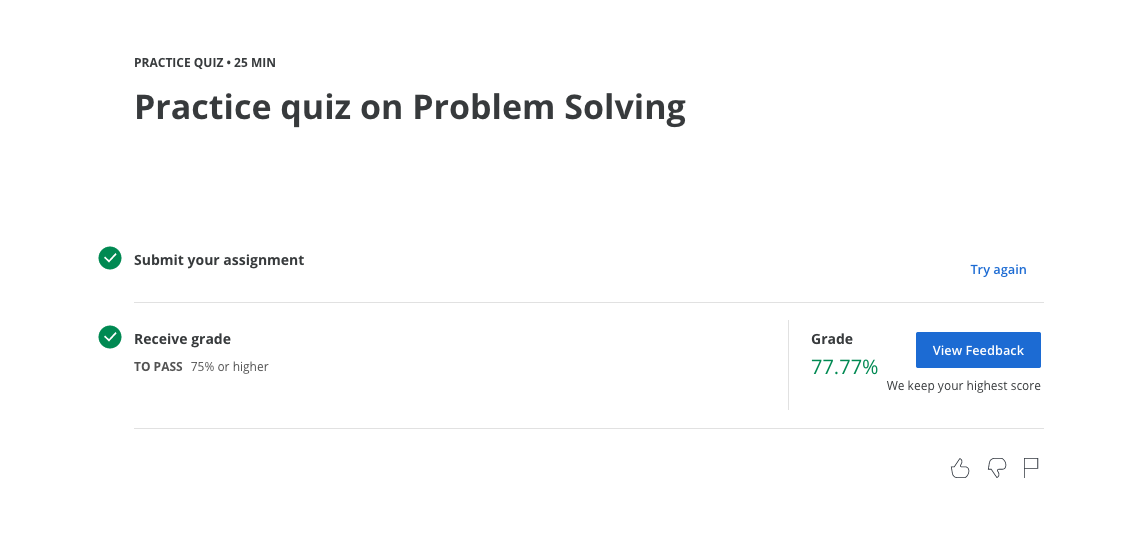 PRACTICE QUIZ • 25 MIN
Practice quiz on Problem Solving
Submit your assignment
Try again
Receive grade
TO PASS 75% or higher
Grade
77.77%
View Feedback
We keep your highest score